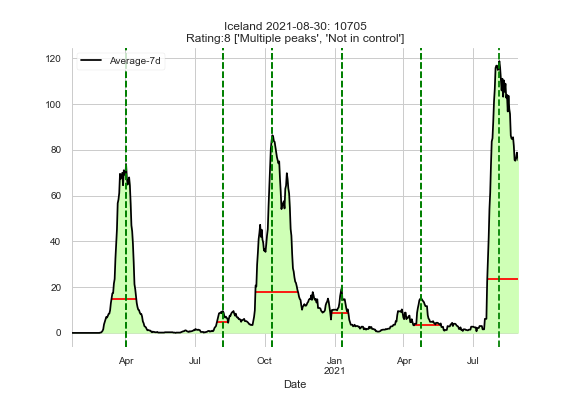 Iceland 2021-08-30: 10705
Rating:8 ['Multiple peaks', 'Not in control']
Average-7d
120
100
80
60
40
20
0
Apr Jul Oct Jan Apr Jul
2021
Date